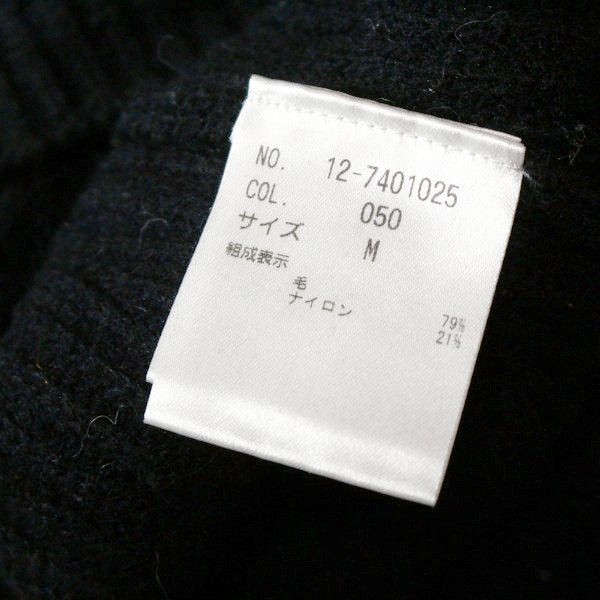 NO. 12-7401025
COL. 050
サイズ M
組成表示
毛 79%
ナイロン 21%